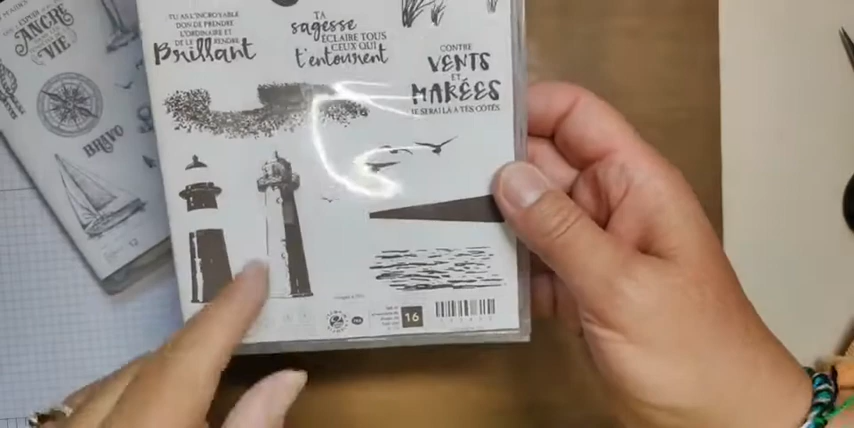 ANCRE
VIE
BRAVO
TU AS L'INCROYABLE
DON DE PRENDRE
L'ORDINAIRE ET
DE LE RENDRE
Brillant
TA
sagesse
ÉCLAIRE TOUS
CEUX QUI
t'entourent
CONTRE
VENTS
ET
MARÉES
JE SERAI LÀ À TES CÔTÉS
16